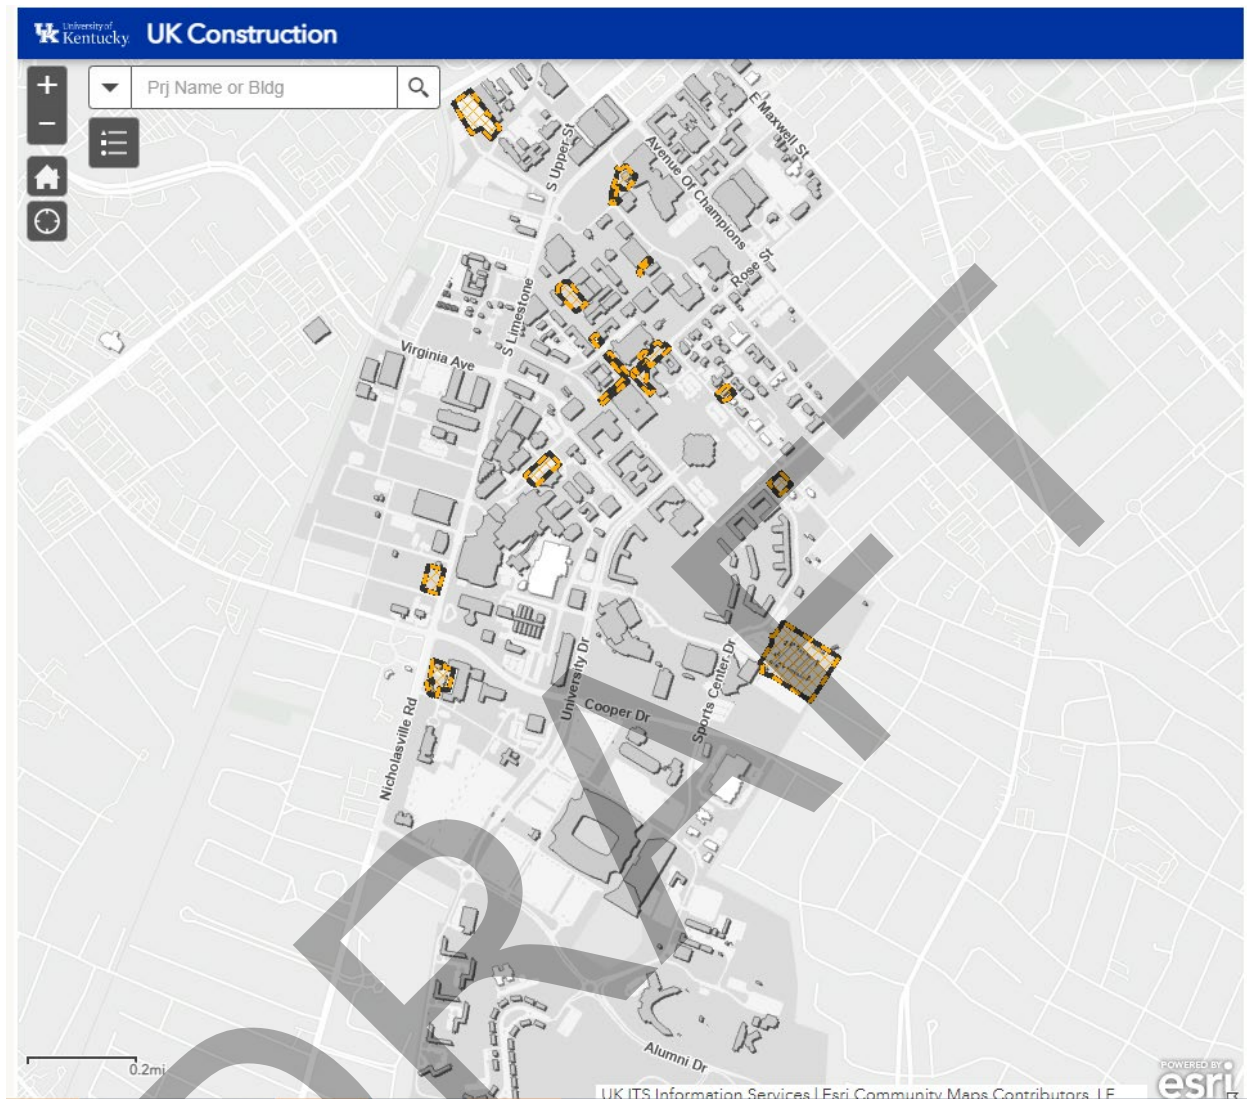 University of
Kentucky.
UK Construction
+
Prj Name or Bldg
−
E Maxwell St
S Upper St
Avenue Of Champions
Rose St
S Limestone
Virginia Ave
University Dr
Sports Center Dr
Cooper Dr
Nicholasville Rd
Alumni Dr
0.2mi
POWERED BY
esri
UK ITS Information Services | Esri Community Maps Contributors, LE
DRAFT